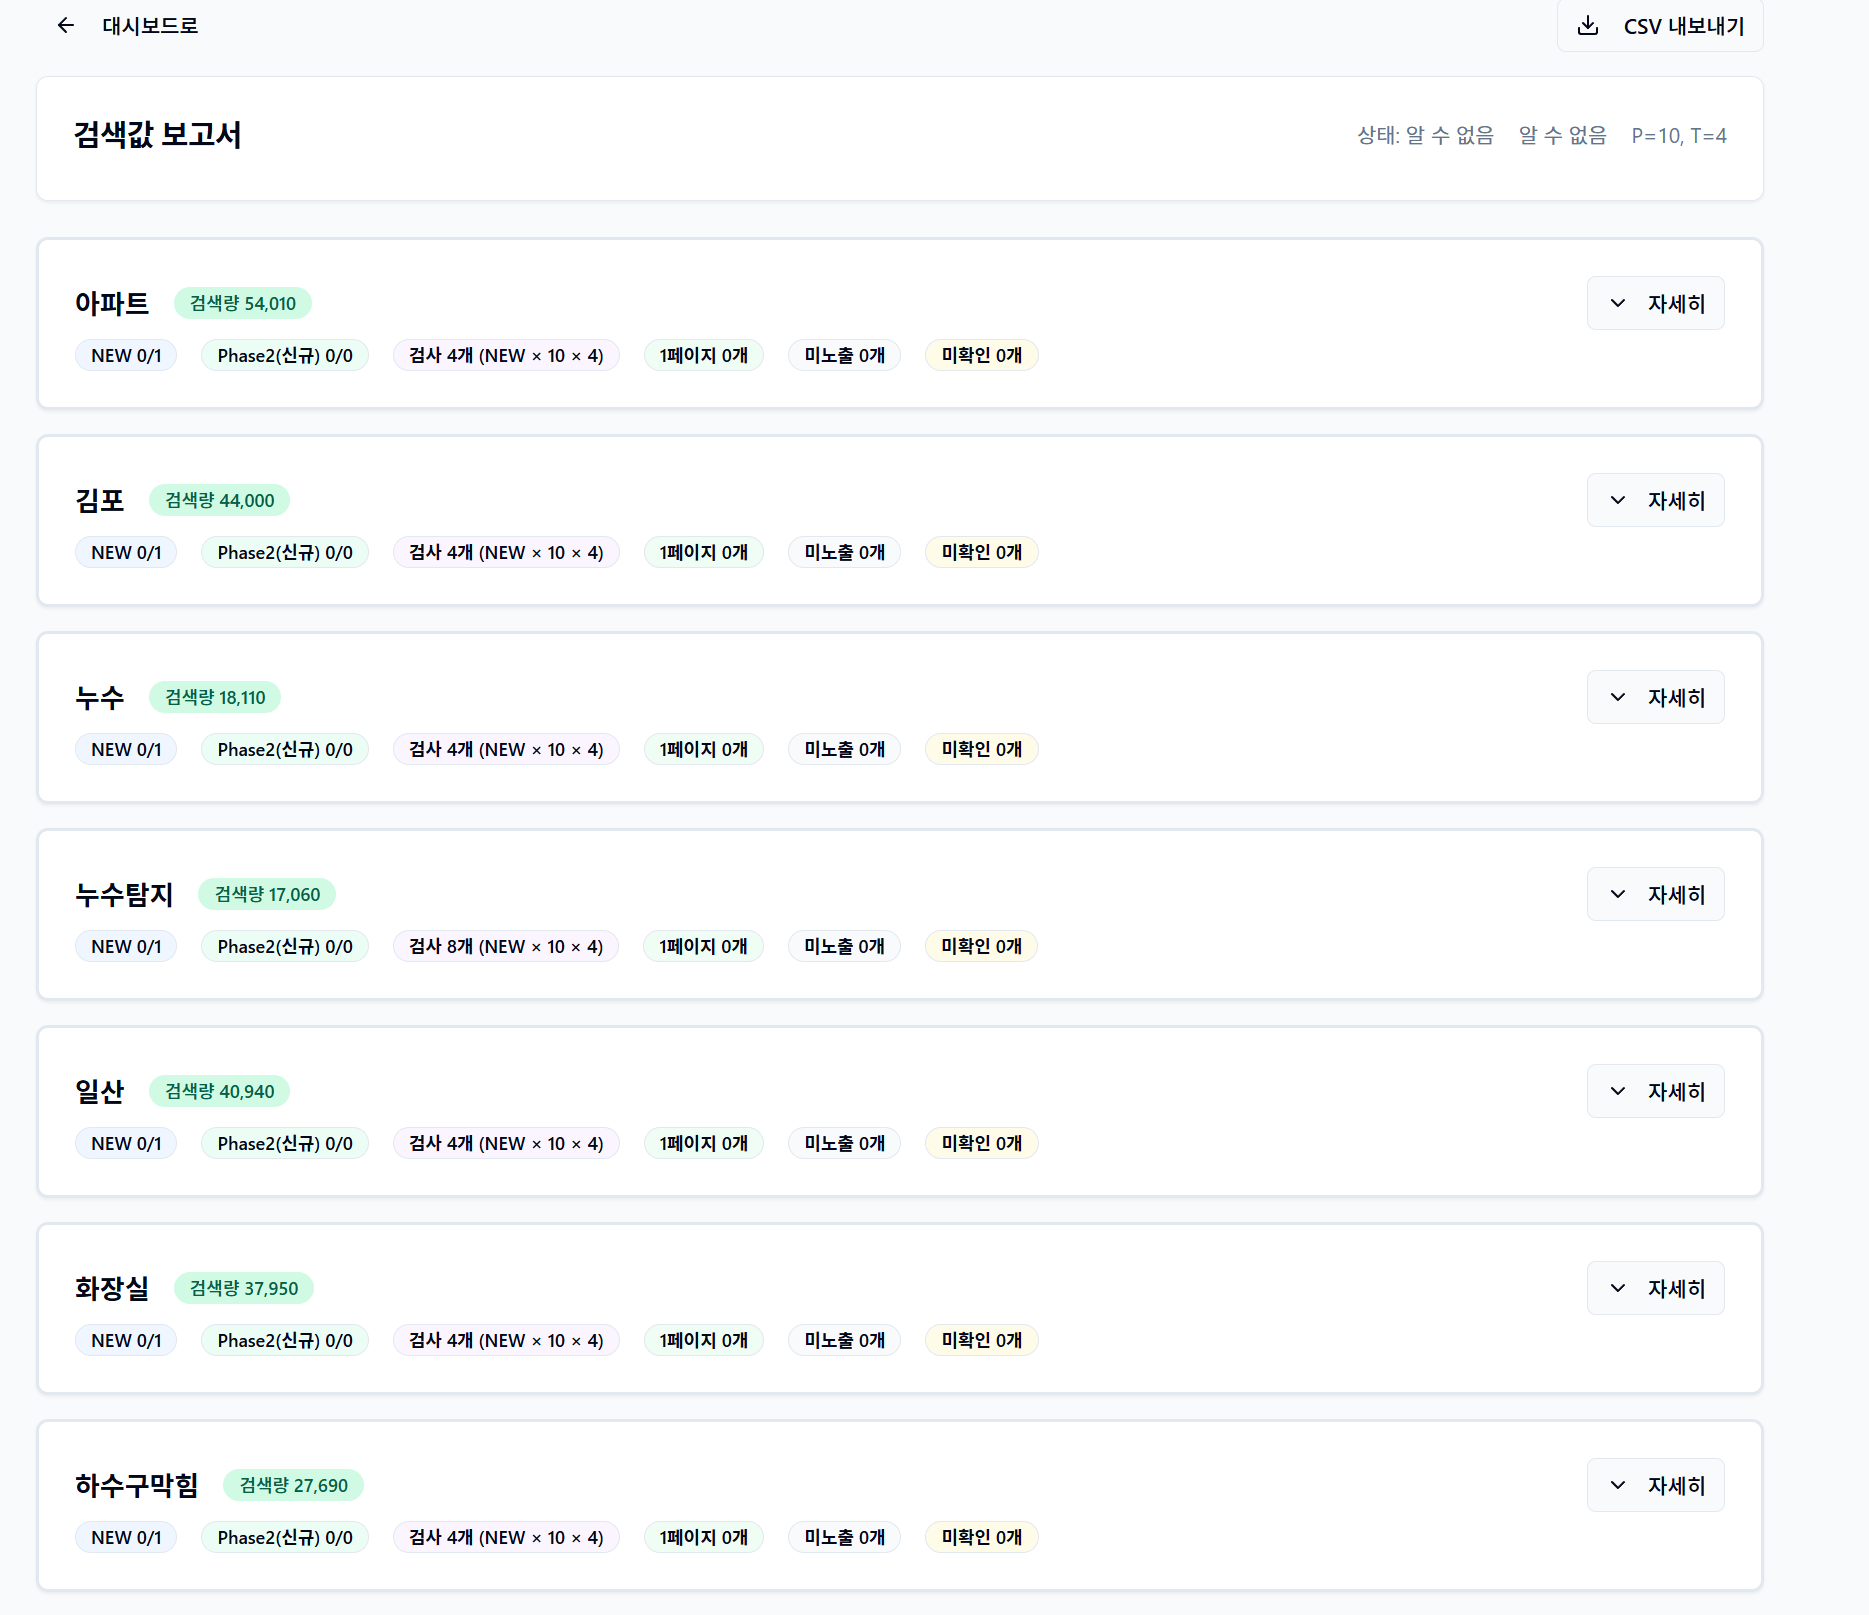 대시보드로 CSV 내보내기
검색값 보고서 상태: 알 수 없음 알 수 없음 P=10, T=4
아파트 검색량 54,010 자세히
NEW 0/1 Phase2(신규) 0/0 검사 4개 (NEW × 10 × 4) 1페이지 0개 미노출 0개 미확인 0개
김포 검색량 44,000 자세히
NEW 0/1 Phase2(신규) 0/0 검사 4개 (NEW × 10 × 4) 1페이지 0개 미노출 0개 미확인 0개
누수 검색량 18,110 자세히
NEW 0/1 Phase2(신규) 0/0 검사 4개 (NEW × 10 × 4) 1페이지 0개 미노출 0개 미확인 0개
누수탐지 검색량 17,060 자세히
NEW 0/1 Phase2(신규) 0/0 검사 8개 (NEW × 10 × 4) 1페이지 0개 미노출 0개 미확인 0개
일산 검색량 40,940 자세히
NEW 0/1 Phase2(신규) 0/0 검사 4개 (NEW × 10 × 4) 1페이지 0개 미노출 0개 미확인 0개
화장실 검색량 37,950 자세히
NEW 0/1 Phase2(신규) 0/0 검사 4개 (NEW × 10 × 4) 1페이지 0개 미노출 0개 미확인 0개
하수구막힘 검색량 27,690 자세히
NEW 0/1 Phase2(신규) 0/0 검사 4개 (NEW × 10 × 4) 1페이지 0개 미노출 0개 미확인 0개